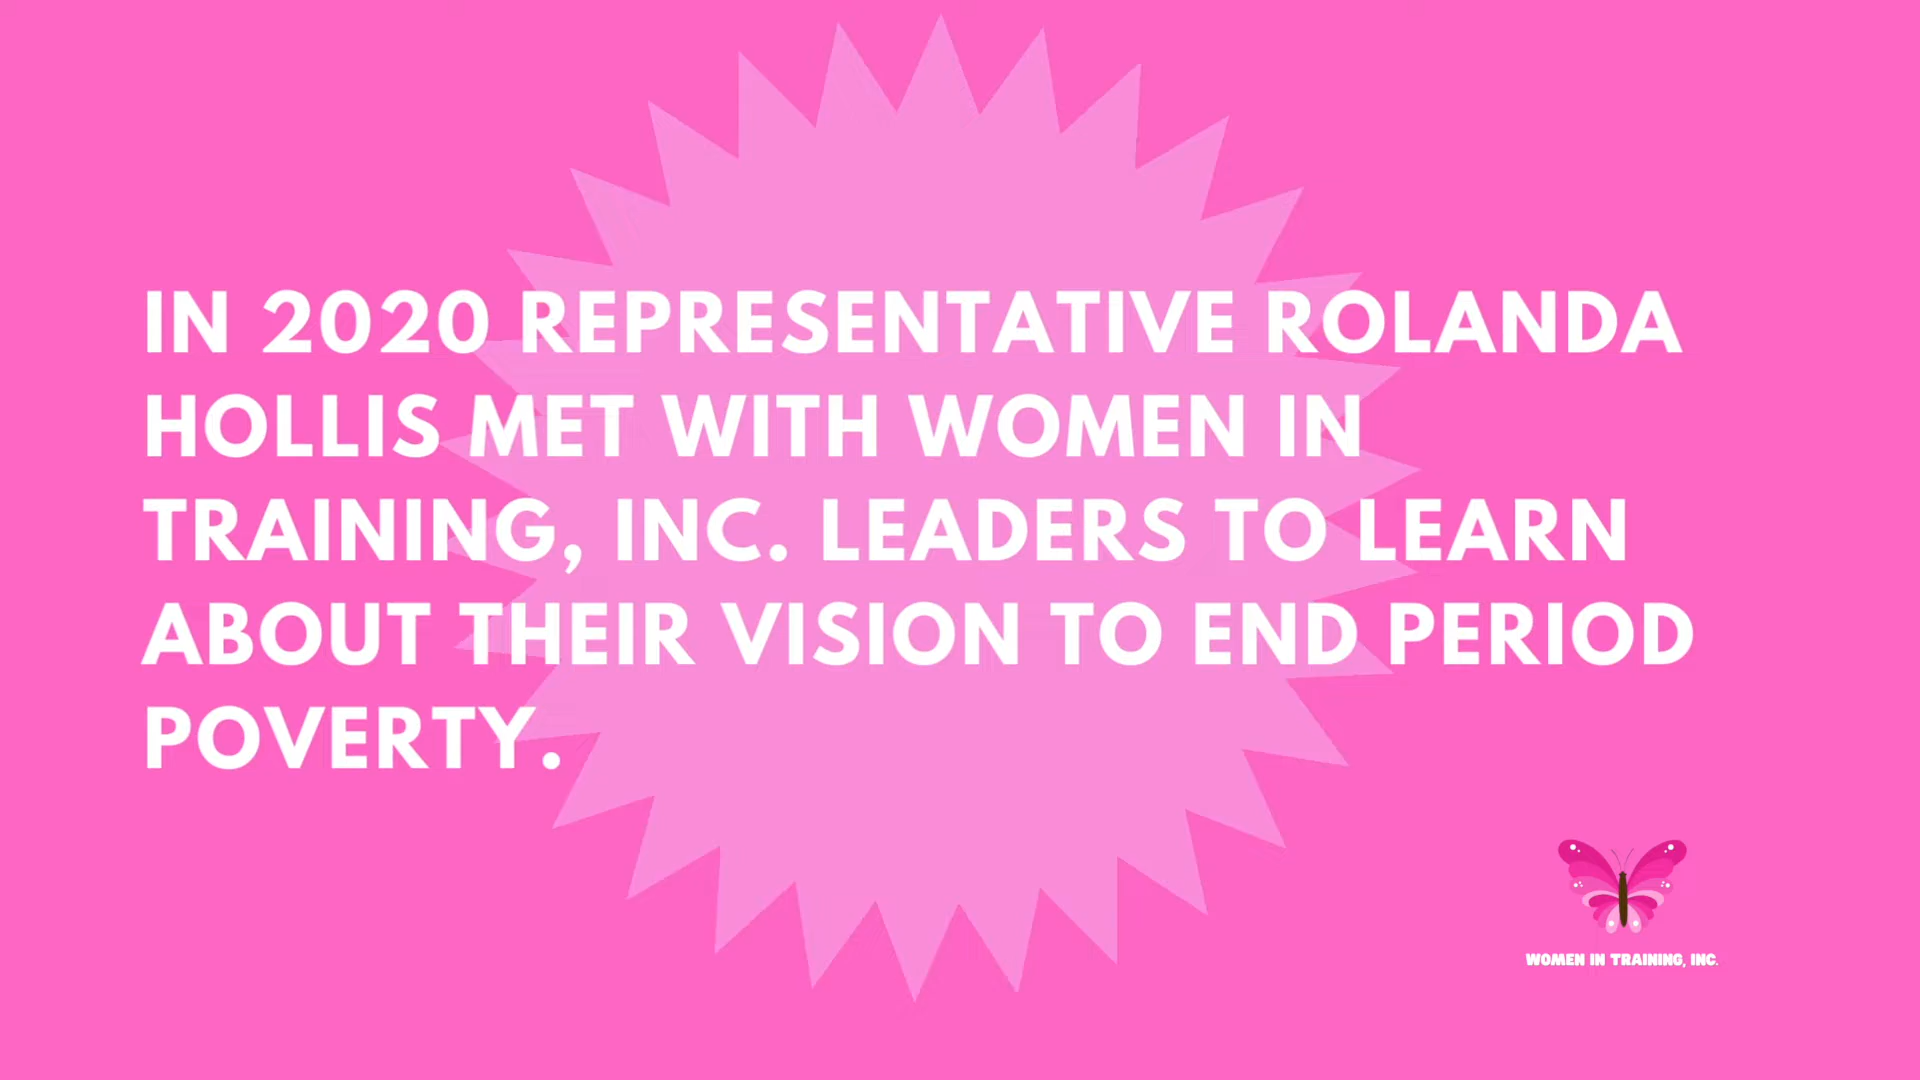 IN 2020 REPRESENTATIVE ROLANDA
HOLLIS MET WITH WOMEN IN
TRAINING, INC. LEADERS TO LEARN
ABOUT THEIR VISION TO END PERIOD
POVERTY.
WOMEN IN TRAINING, INC.